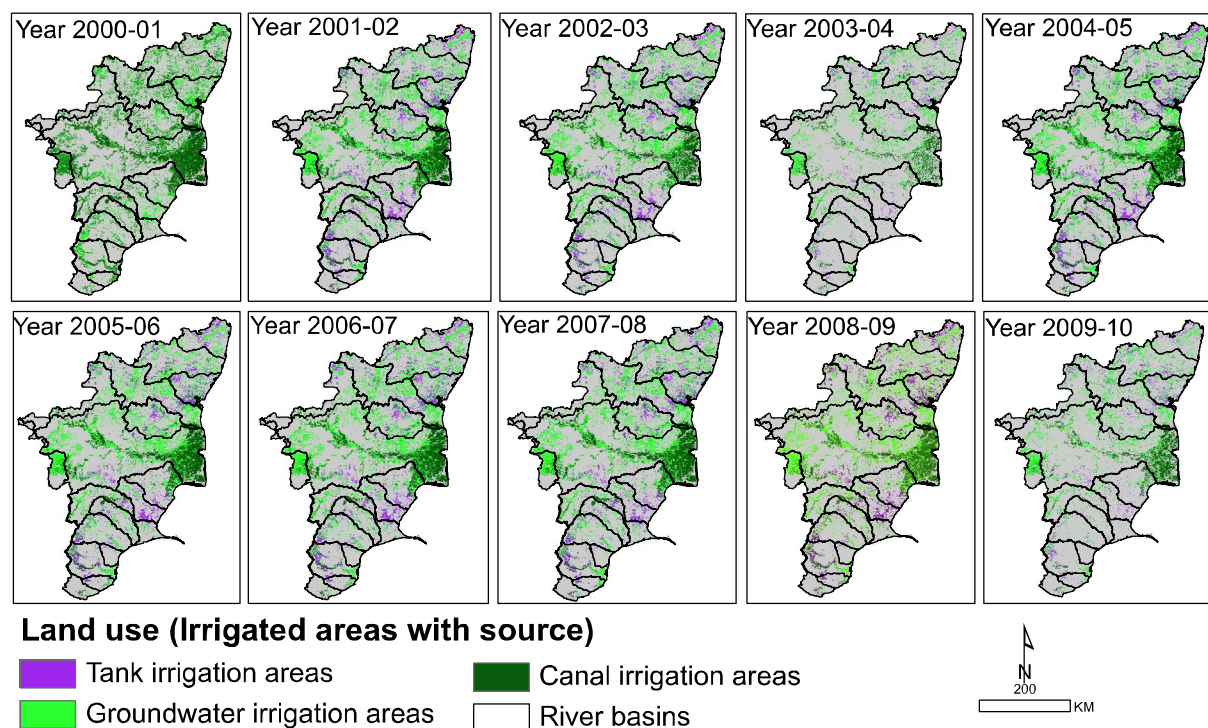 Year 2000-01
Year 2001-02
Year 2002-03
Year 2003-04
Year 2004-05
Year 2005-06
Year 2006-07
Year 2007-08
Year 2008-09
Year 2009-10
Land use (Irrigated areas with source)
Tank irrigation areas
Canal irrigation areas
Groundwater irrigation areas
River basins
N
200
KM